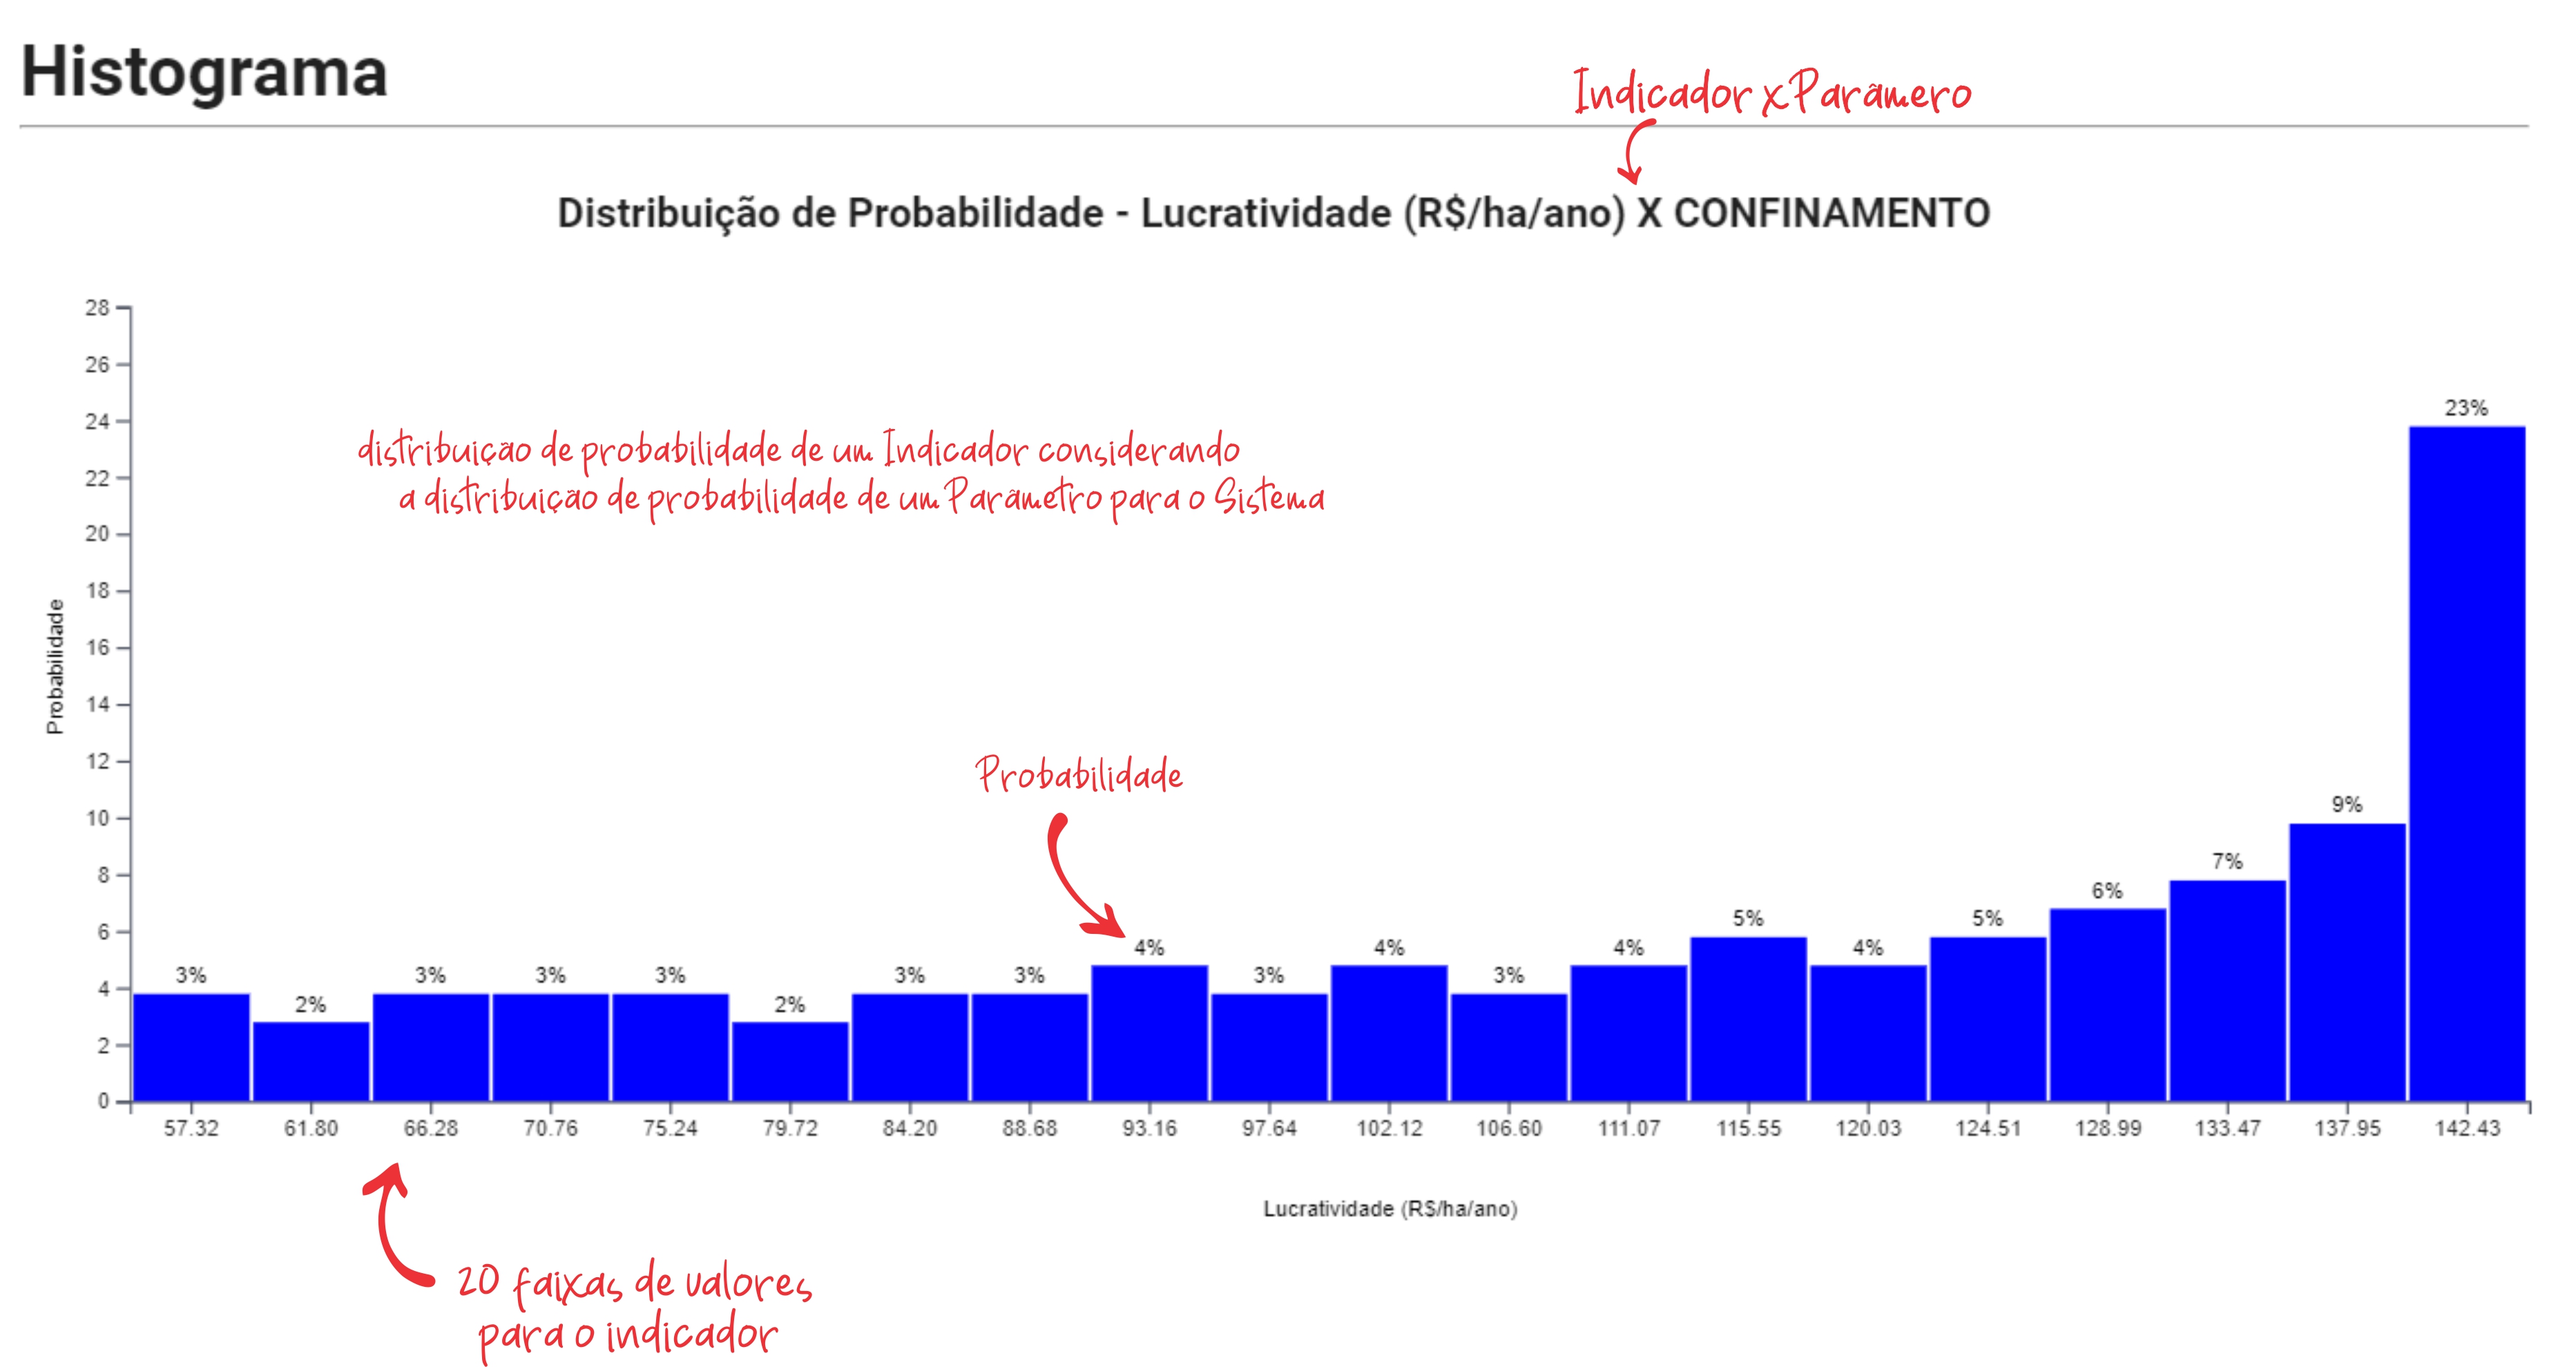 Histograma
Indicador x Parâmero
Distribuição de Probabilidade - Lucratividade (R$/ha/ano) X CONFINAMENTO
28
26
24
22
20
18
16
14
12
10
8
6
4
2
0
Probabilidade
distribuição de probabilidade de um Indicador considerando
a distribuição de probabilidade de um Parâmetro para o Sistema
Probabilidade
3% 2% 3% 3% 3% 2% 3% 3% 4% 3% 4% 3% 4% 5% 4% 5% 6% 7% 9% 23%
57.32 61.80 66.28 70.76 75.24 79.72 84.20 88.68 93.16 97.64 102.12 106.60 111.07 115.55 120.03 124.51 128.99 133.47 137.95 142.43
Lucratividade (R$/ha/ano)
20 faixas de valores
para o indicador